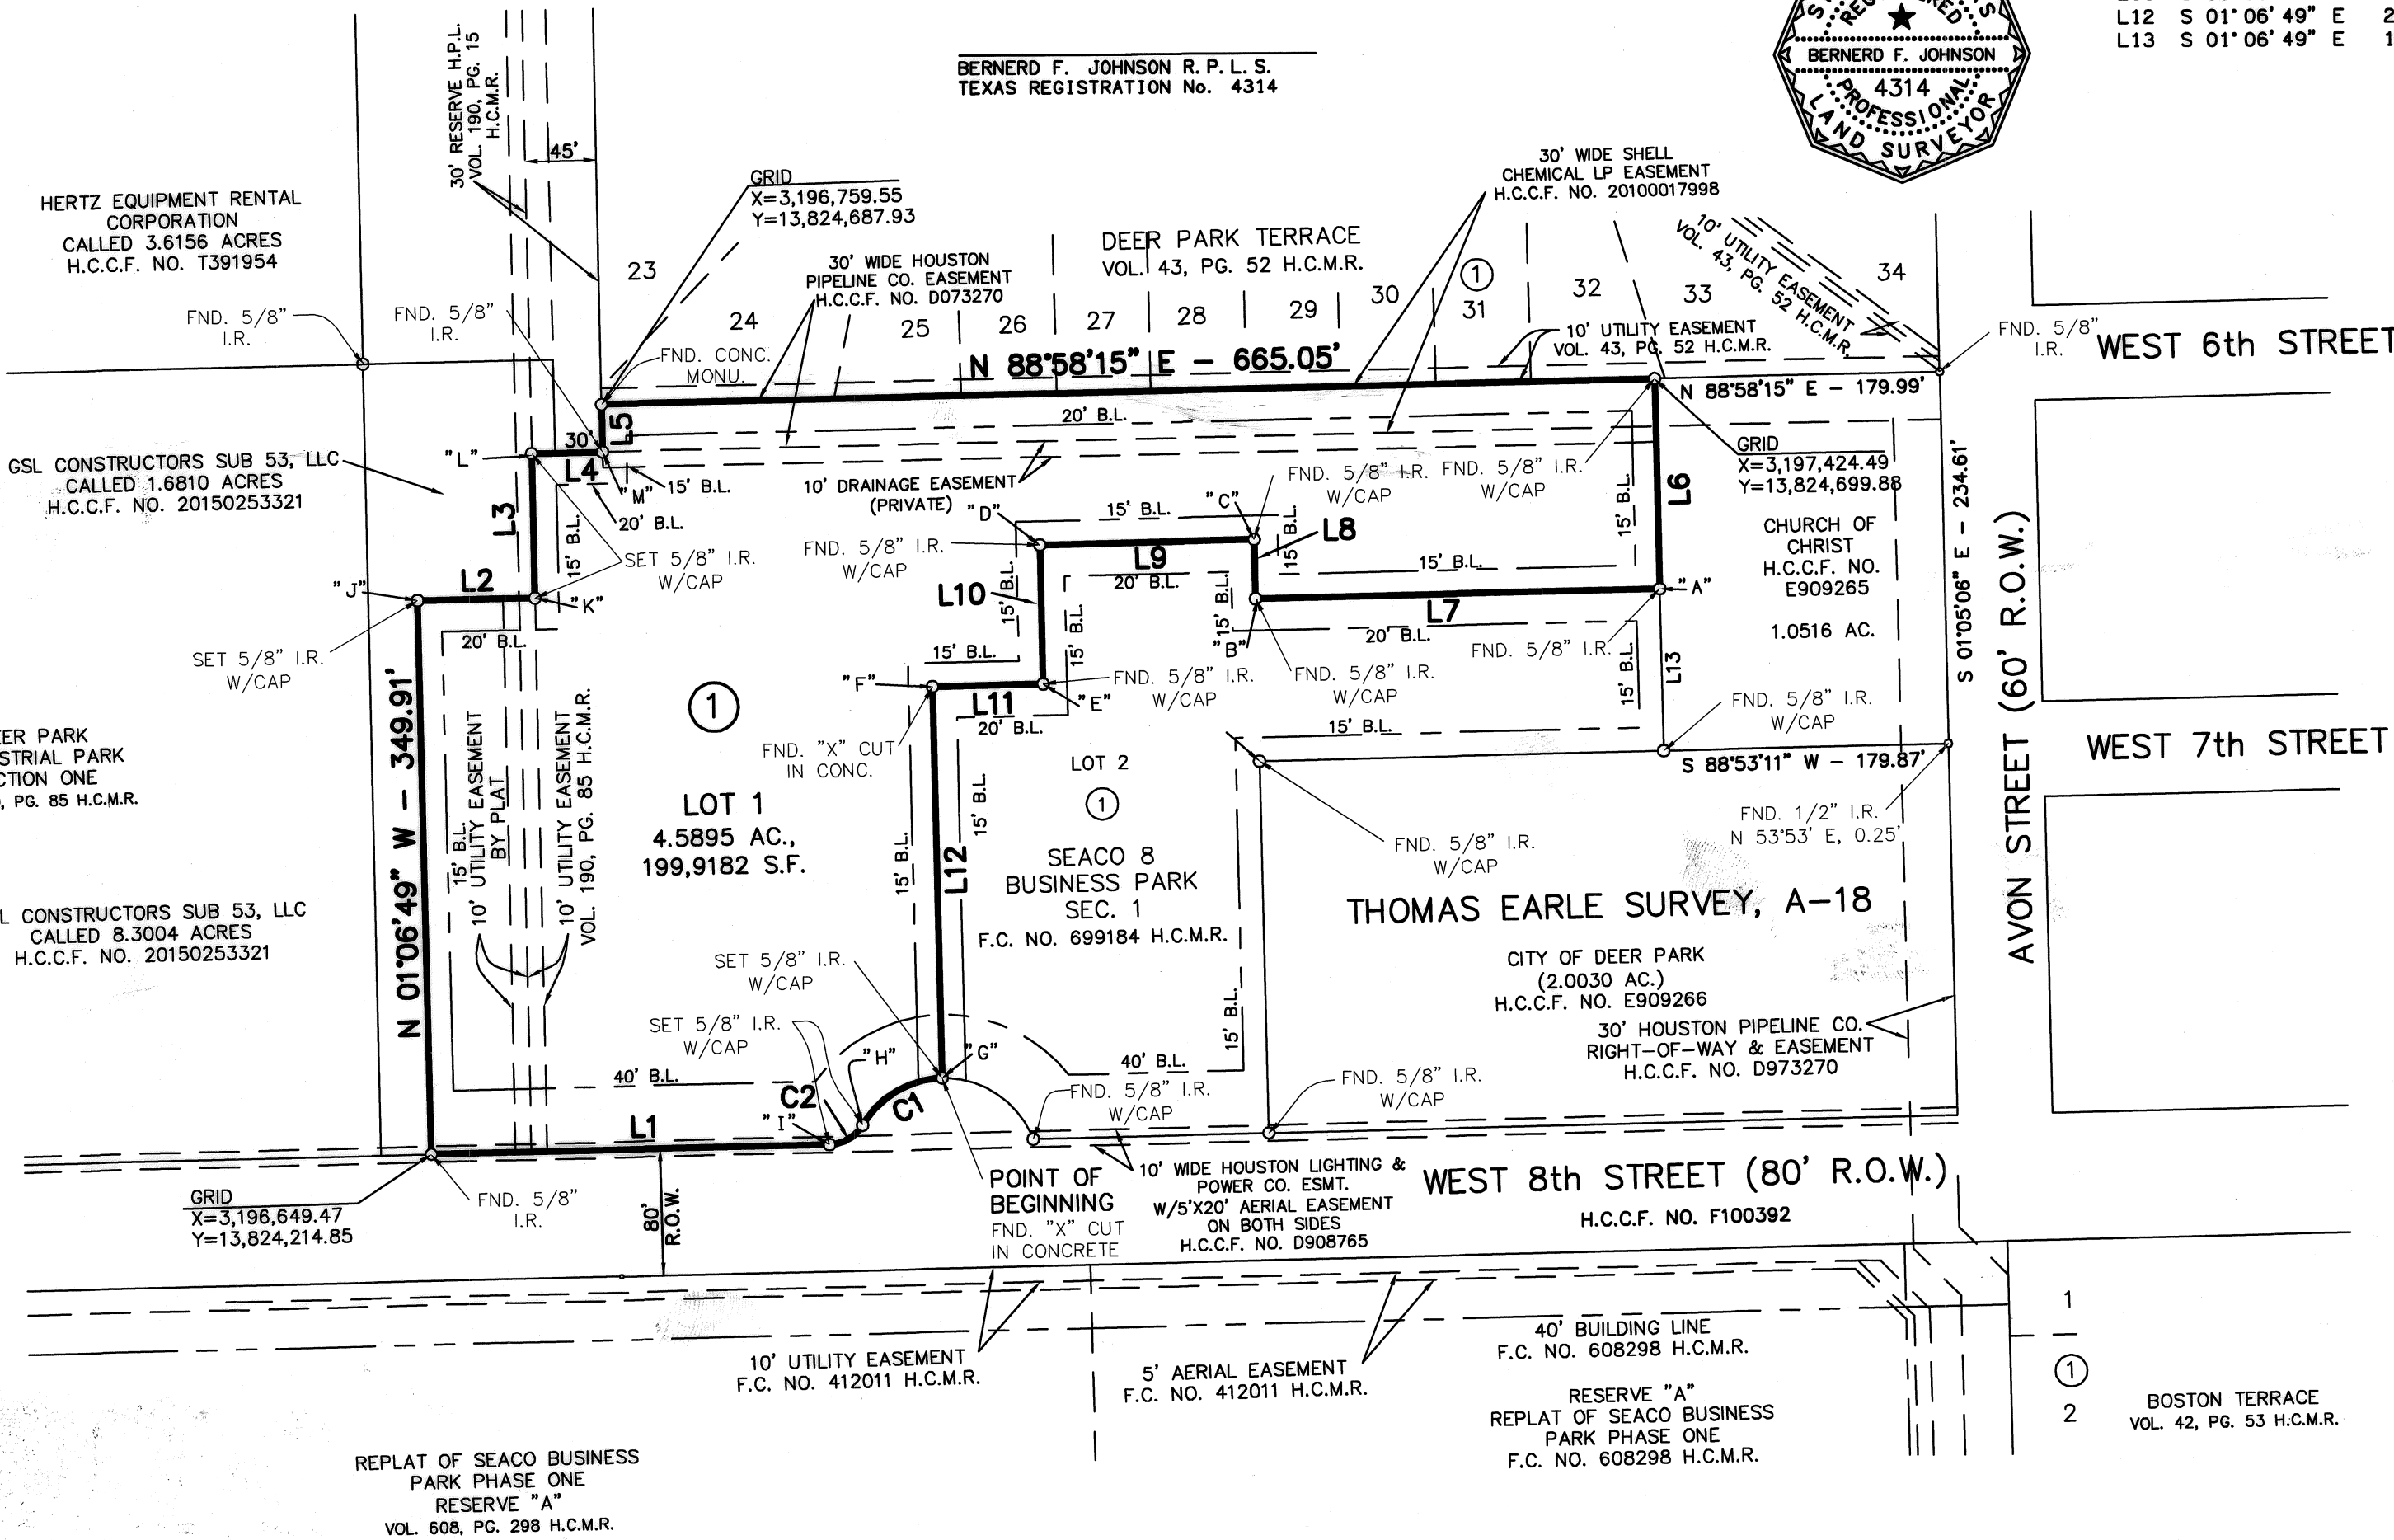 30' RESERVE H.P.L.
VOL. 190, PG. 15
H.C.M.R.
45'
BERNERD F. JOHNSON R. P. L. S.
TEXAS REGISTRATION No. 4314
REGISTERED
BERNERD F. JOHNSON
4314
PROFESSIONAL
LAND SURVEYOR
L12 S 01° 06' 49" E
L13 S 01° 06' 49" E
HERTZ EQUIPMENT RENTAL
CORPORATION
CALLED 3.6156 ACRES
H.C.C.F. NO. T391954
GRID
X=3,196,759.55
Y=13,824,687.93
30' WIDE SHELL
CHEMICAL LP EASEMENT
H.C.C.F. NO. 20100017998
DEER PARK TERRACE
VOL. 43, PG. 52 H.C.M.R.
30' WIDE HOUSTON
PIPELINE CO. EASEMENT
H.C.C.F. NO. D073270
10' UTILITY EASEMENT
VOL. 43, PG. 52 H.C.M.R.
23
24
25
26
27
28
29
30
1
31
32
33
34
10' UTILITY EASEMENT
VOL. 43, PG. 52 H.C.M.R.
FND. 5/8"
I.R.
FND. 5/8"
I.R.
FND. CONC.
MONU.
N 88°58'15" E - 665.05'
N 88°58'15" E - 179.99'
FND. 5/8"
I.R.
WEST 6th STREET
GSL CONSTRUCTORS SUB 53, LLC
CALLED 1.6810 ACRES
H.C.C.F. NO. 20150253321
"L"
30'
L4
L5
"M"
15' B.L.
20' B.L.
L3
15' B.L.
20' B.L.
10' DRAINAGE EASEMENT
(PRIVATE)
FND. 5/8" I.R.
W/CAP
FND. 5/8" I.R.
W/CAP
GRID
X=3,197,424.49
Y=13,824,699.88
15' B.L.
L6
CHURCH OF
CHRIST
H.C.C.F. NO.
E909265
1.0516 AC.
S 01°05'06" E - 234.61'
AVON STREET (60' R.O.W.)
"D"
15' B.L.
"C"
15' B.L.
L8
FND. 5/8" I.R.
W/CAP
SET 5/8" I.R.
W/CAP
L9
20' B.L.
15' B.L.
"J"
L2
"K"
20' B.L.
L10
15' B.L.
15' B.L.
15' B.L.
"B"
L7
20' B.L.
"A"
SET 5/8" I.R.
W/CAP
15' B.L.
FND. 5/8" I.R.
W/CAP
FND. 5/8" I.R.
W/CAP
FND. 5/8" I.R.
15' B.L.
L13
"F"
L11
"E"
20' B.L.
15' B.L.
FND. 5/8" I.R.
W/CAP
N 01°06'49" W - 349.91'
1
FND. "X" CUT
IN CONC.
S 88°53'11" W - 179.87'
WEST 7th STREET
, PG. 85 H.C.M.R.
15' B.L.
10' UTILITY EASEMENT
BY PLAT
10' UTILITY EASEMENT
VOL. 190, PG. 85 H.C.M.R.
LOT 1
4.5895 AC.,
199,9182 S.F.
15' B.L.
L12
15' B.L.
LOT 2
1
SEACO 8
BUSINESS PARK
SEC. 1
F.C. NO. 699184 H.C.M.R.
FND. 5/8" I.R.
W/CAP
FND. 1/2" I.R.
N 53°53' E, 0.25'
THOMAS EARLE SURVEY, A-18
CITY OF DEER PARK
(2.0030 AC.)
H.C.C.F. NO. E909266
30' HOUSTON PIPELINE CO.
RIGHT-OF-WAY & EASEMENT
H.C.C.F. NO. D973270
L CONSTRUCTORS SUB 53, LLC
CALLED 8.3004 ACRES
H.C.C.F. NO. 20150253321
SET 5/8" I.R.
W/CAP
SET 5/8" I.R.
W/CAP
15' B.L.
"H"
"G"
40' B.L.
40' B.L.
C2
C1
"I"
L1
FND. 5/8" I.R.
W/CAP
FND. 5/8" I.R.
W/CAP
GRID
X=3,196,649.47
Y=13,824,214.85
FND. 5/8"
I.R.
80'
R.O.W.
POINT OF
BEGINNING
FND. "X" CUT
IN CONCRETE
10' WIDE HOUSTON LIGHTING &
POWER CO. ESMT.
W/5'X20' AERIAL EASEMENT
ON BOTH SIDES
H.C.C.F. NO. D908765
WEST 8th STREET (80' R.O.W.)
H.C.C.F. NO. F100392
10' UTILITY EASEMENT
F.C. NO. 412011 H.C.M.R.
5' AERIAL EASEMENT
F.C. NO. 412011 H.C.M.R.
40' BUILDING LINE
F.C. NO. 608298 H.C.M.R.
RESERVE "A"
REPLAT OF SEACO BUSINESS
PARK PHASE ONE
F.C. NO. 608298 H.C.M.R.
1
1
2
BOSTON TERRACE
VOL. 42, PG. 53 H.C.M.R.
REPLAT OF SEACO BUSINESS
PARK PHASE ONE
RESERVE "A"
VOL. 608, PG. 298 H.C.M.R.